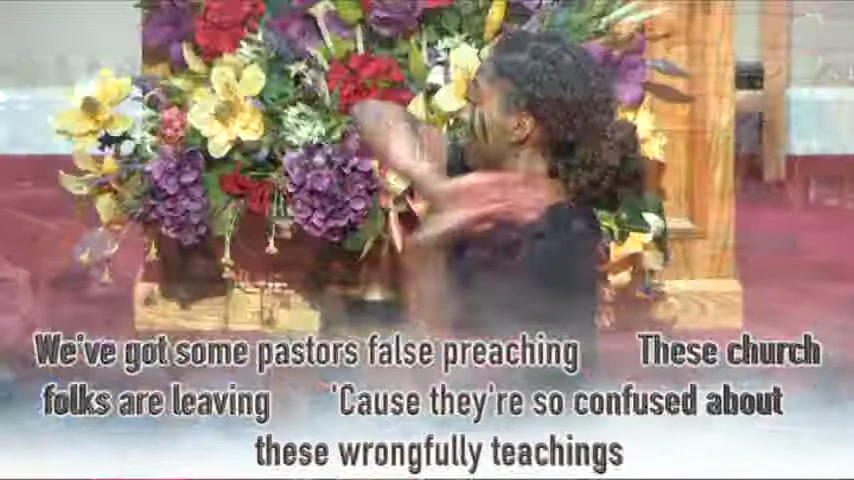 We've got some pastors false preaching These church
folks are leaving 'Cause they're so confused about
these wrongfully teachings